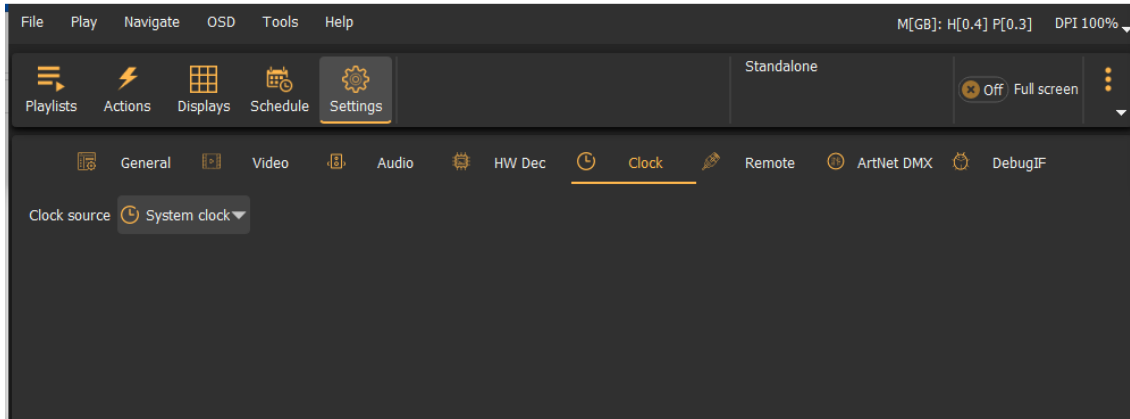 File Play Navigate OSD Tools Help M[GB]: H[0.4] P[0.3] DPI 100%
Standalone
Off Full screen
Playlists Actions Displays Schedule Settings
General Video Audio HW Dec Clock Remote ArtNet DMX DebugIF
Clock source System clock